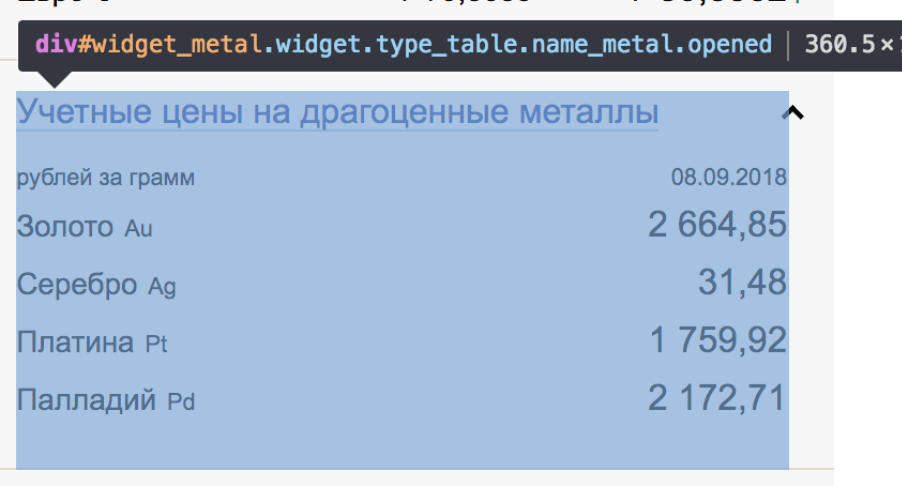 div#widget_metal.widget.type_table.name_metal.opened | 360.5×
Учетные цены на драгоценные металлы
рублей за грамм 08.09.2018
Золото Au 2 664,85
Серебро Ag 31,48
Платина Pt 1 759,92
Палладий Pd 2 172,71